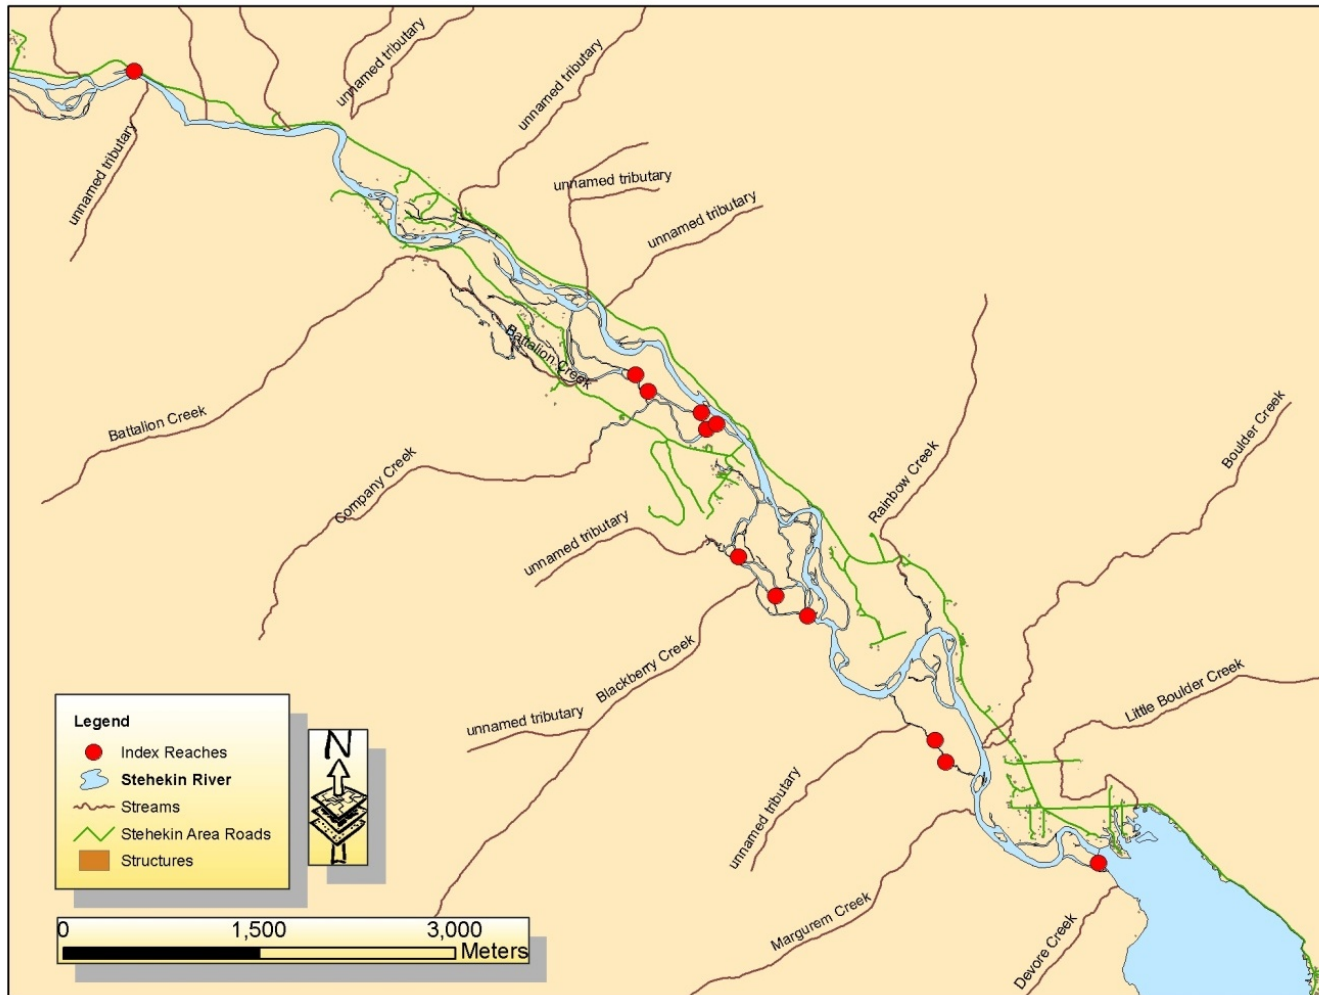 unnamed tributary
unnamed tributary
unnamed tributary
unnamed tributary
unnamed tributary
Battalion Creek
Battalion Creek
Company Creek
unnamed tributary
Rainbow Creek
Boulder Creek
Blackberry Creek
unnamed tributary
Little Boulder Creek
unnamed tributary
Margurem Creek
Devore Creek
Legend
Index Reaches
Stehekin River
Streams
Stehekin Area Roads
Structures
N
0 1,500 3,000
Meters